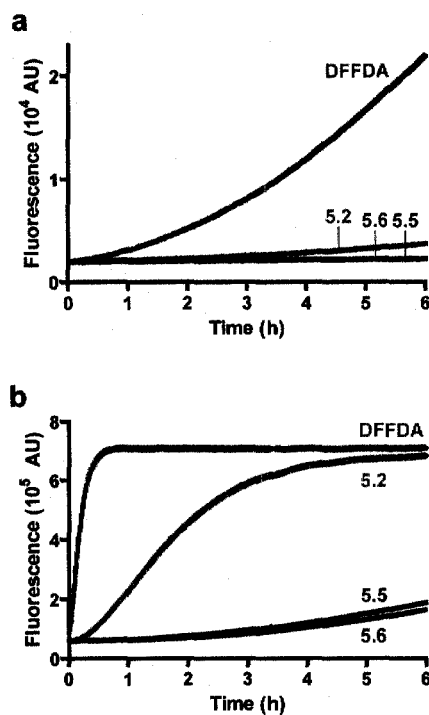 a
Fluorescence (10⁴ AU)
2
1
0
DFFDA
5.2 5.6 5.5
0 1 2 3 4 5 6
Time (h)
b
Fluorescence (10⁵ AU)
8
6
4
2
0
DFFDA
5.2
5.5
5.6
0 1 2 3 4 5 6
Time (h)